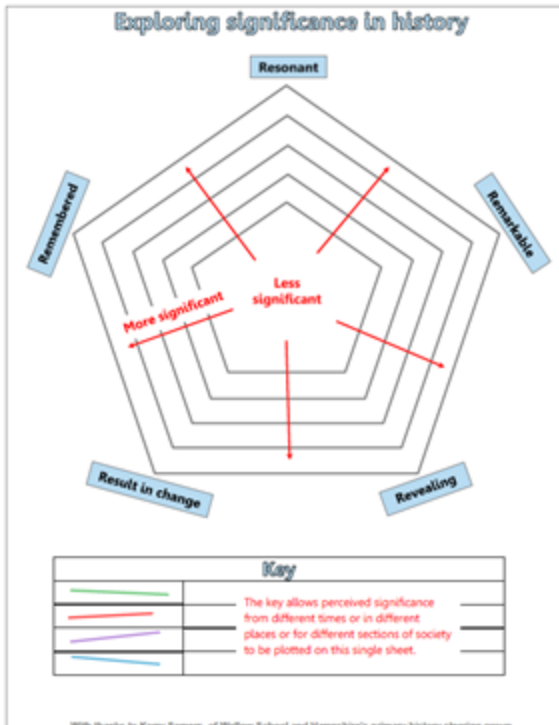 Exploring significance in history
Resonant
Remembered
Remarkable
Less
significant
More significant
Result in change
Revealing
Key
The key allows perceived significance
from different times or in different
places or for different sections of society
to be plotted on this single sheet.